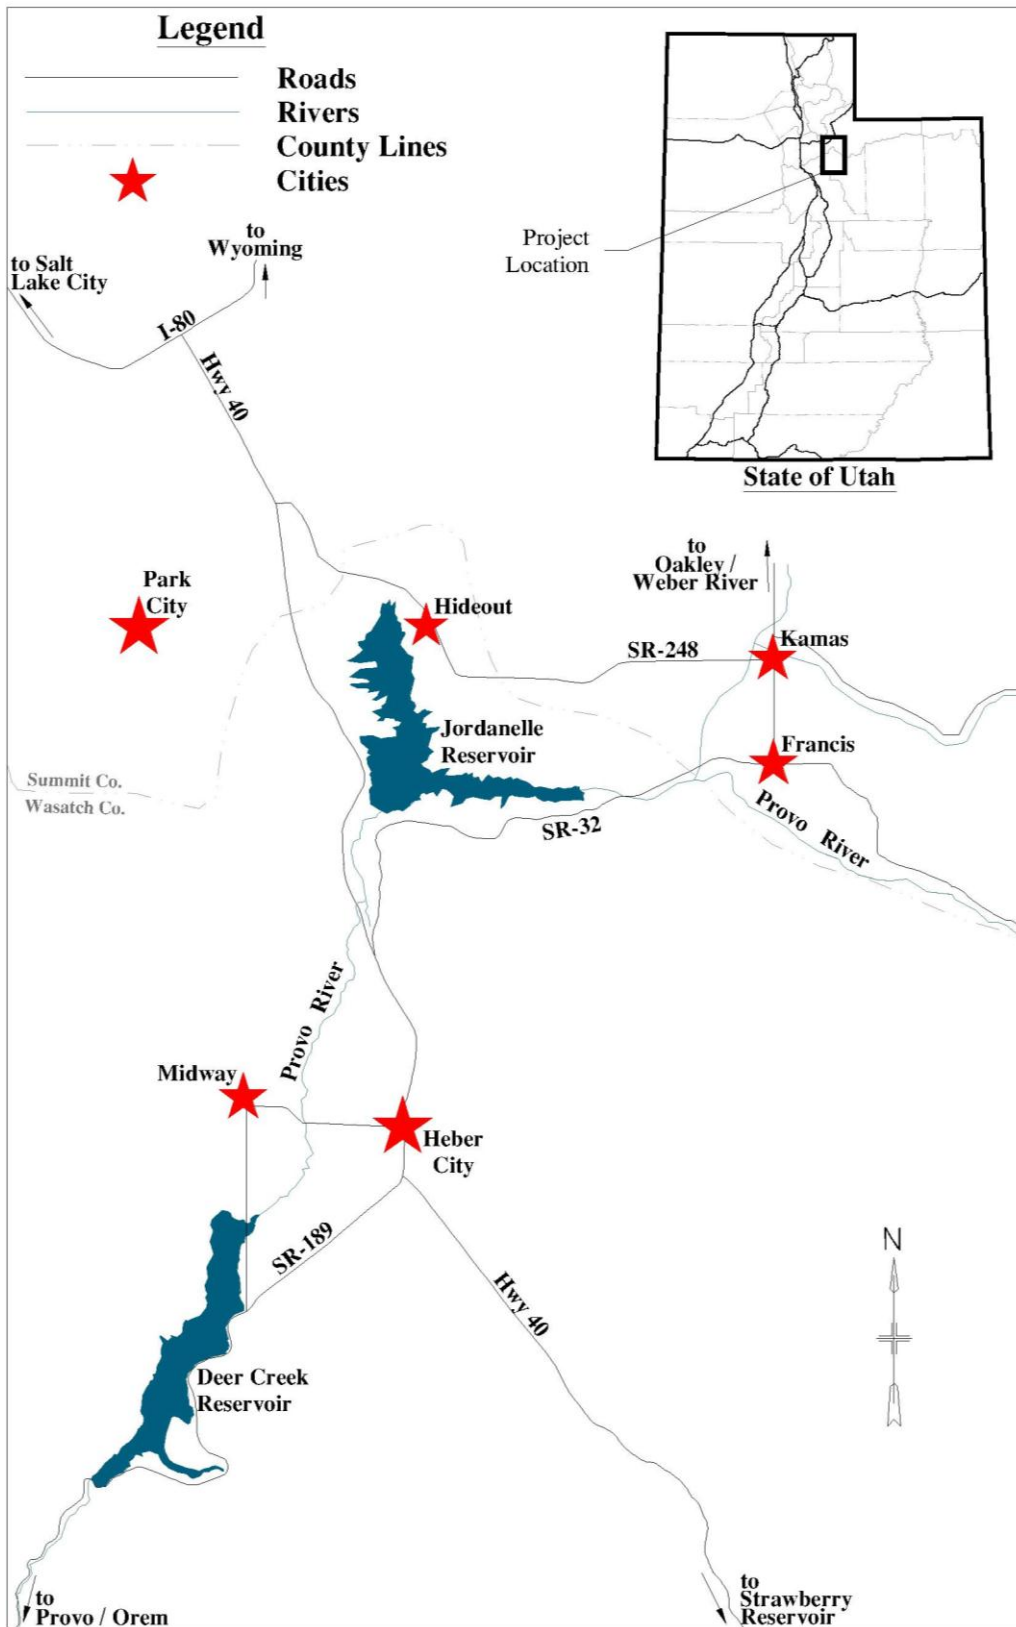 Legend
Roads
Rivers
County Lines
Cities
to
Wyoming
to Salt
Lake City
I-80
Hwy 40
Project
Location
State of Utah
to
Oakley /
Weber River
Park
City
Hideout
Kamas
SR-248
Jordanelle
Reservoir
Francis
Summit Co.
Wasatch Co.
SR-32
Provo River
Provo River
Midway
Heber
City
SR-189
Hwy 40
N
Deer Creek
Reservoir
to
Provo / Orem
to
Strawberry
Reservoir